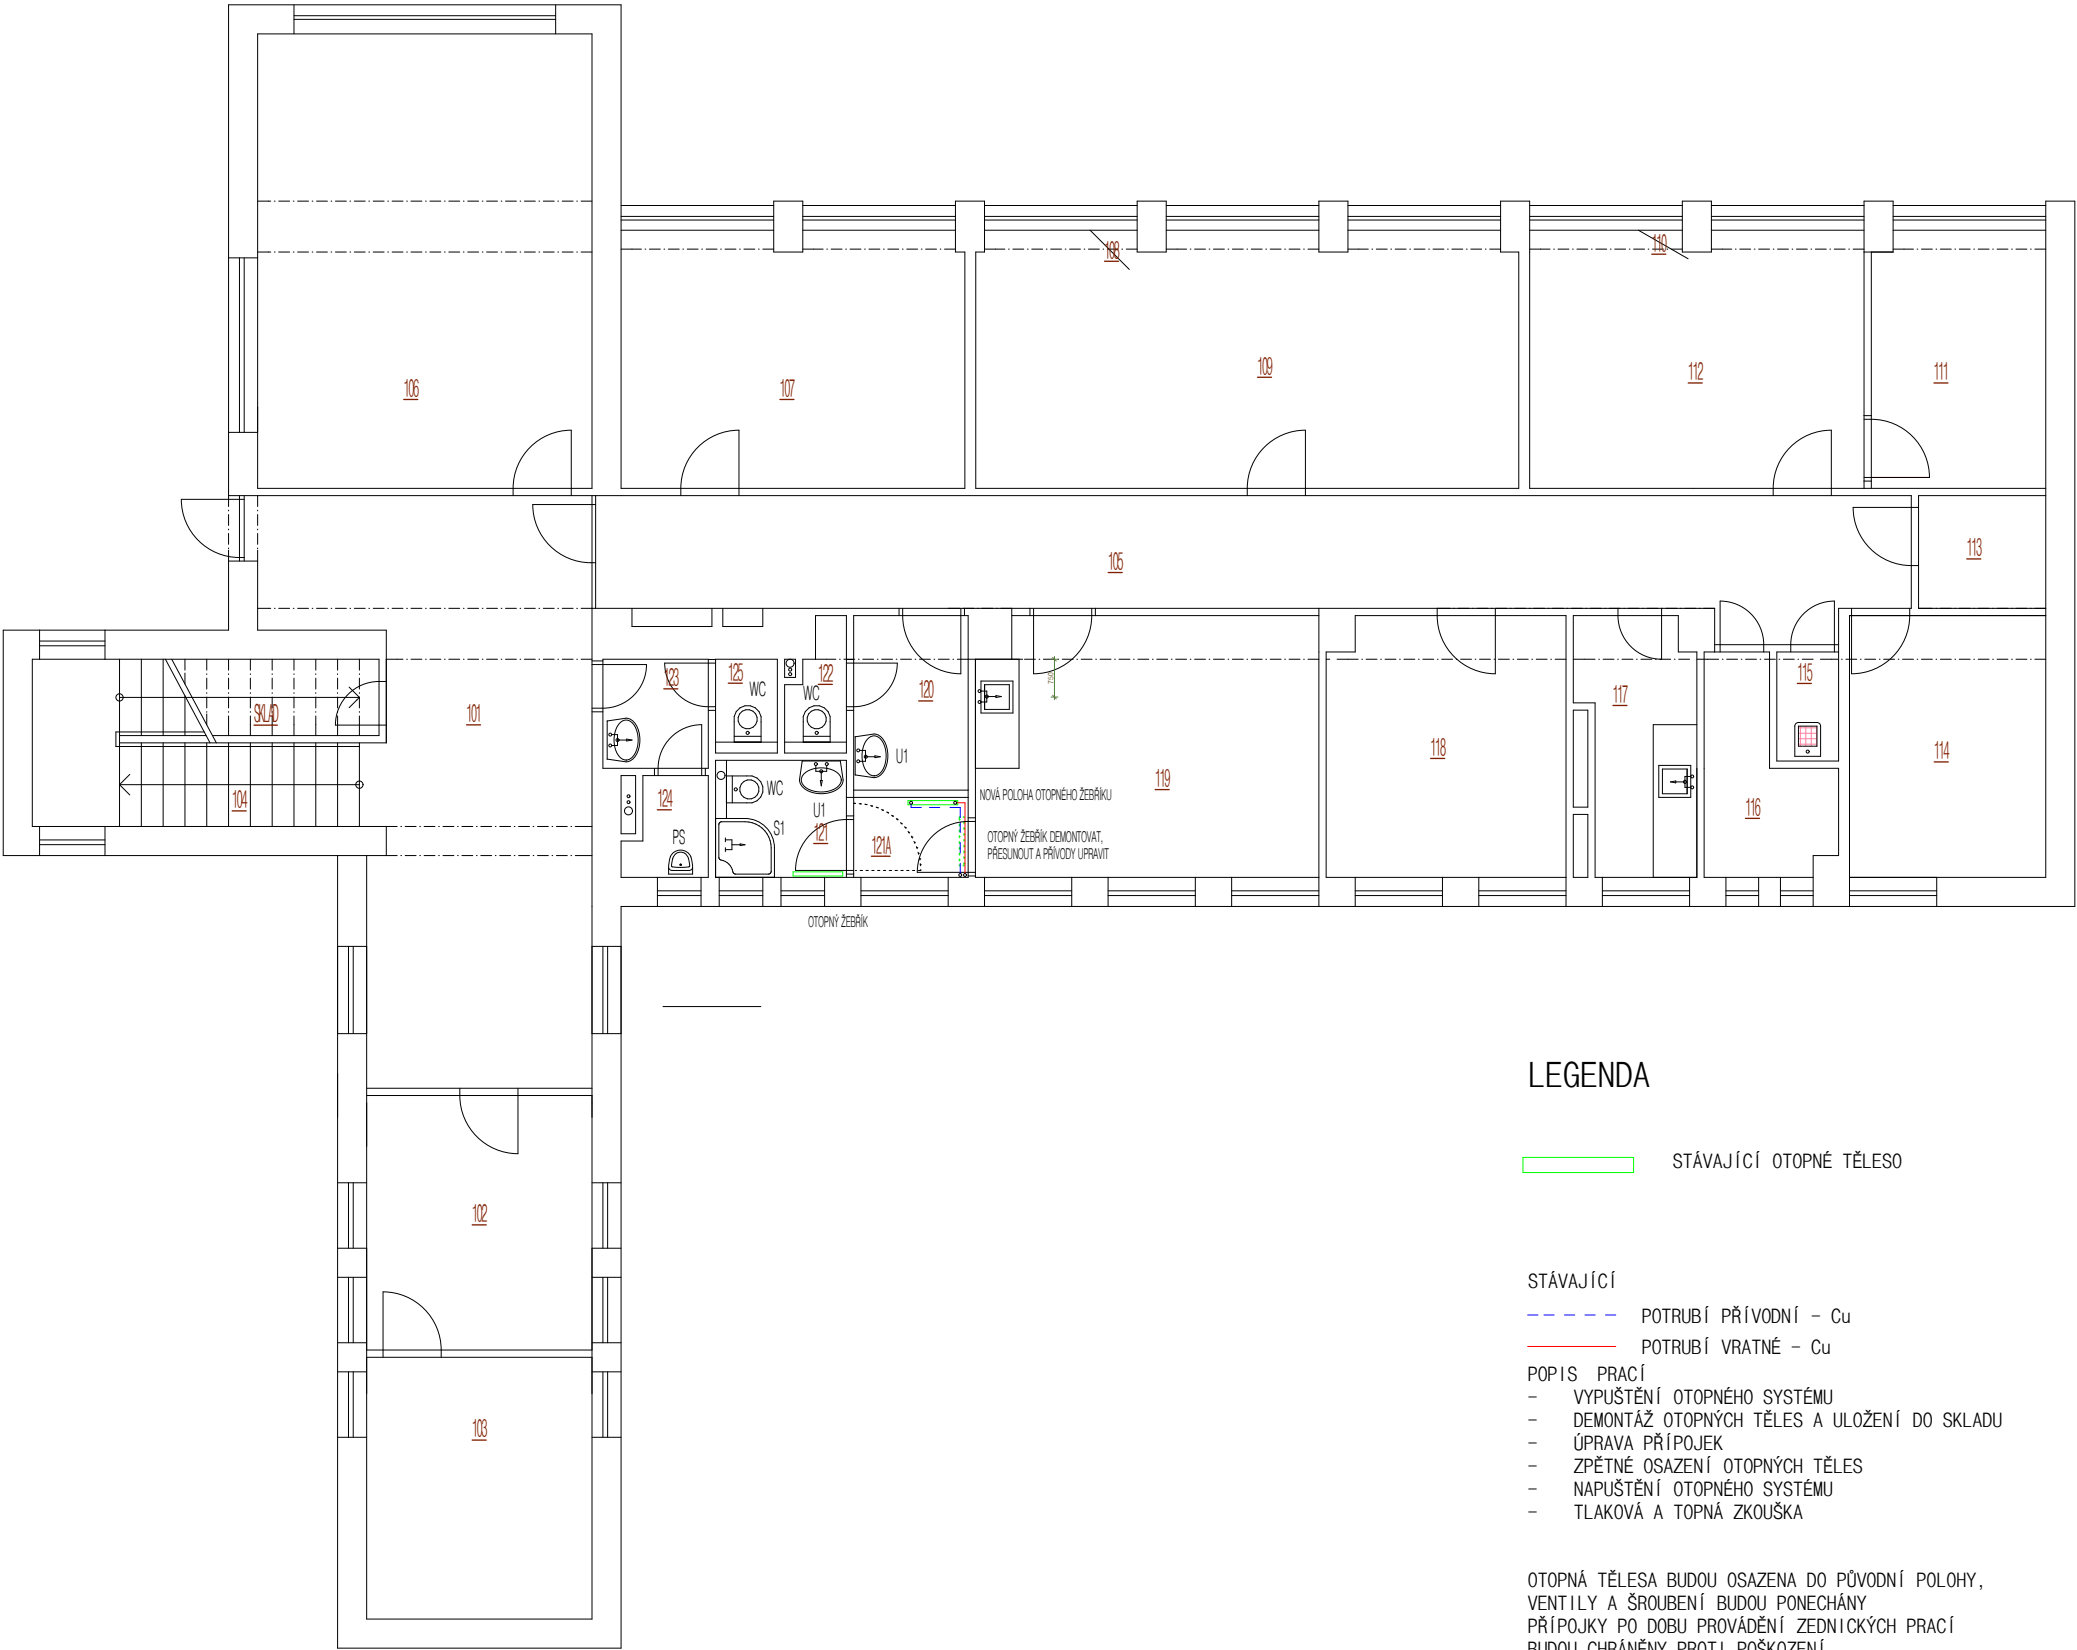 108
110
106
107
109
112
111
105
113
123
125
122
120
WC
WC
115
SKLAD
101
117
750
U1
118
114
119
104
124
WC
NOVÁ POLOHA OTOPNÉHO ŽEBŘÍKU
116
U1
S1
121
PS
121A
OTOPNÝ ŽEBŘÍK DEMONTOVAT,
PŘESUNOUT A PŘÍVODY UPRAVIT
OTOPNÝ ŽEBŘÍK
102
103
LEGENDA
STÁVAJÍCÍ OTOPNÉ TĚLESO
STÁVAJÍCÍ
POTRUBÍ PŘÍVODNÍ - Cu
POTRUBÍ VRATNÉ - Cu
POPIS PRACÍ
- VYPUŠTĚNÍ OTOPNÉHO SYSTÉMU
- DEMONTÁŽ OTOPNÝCH TĚLES A ULOŽENÍ DO SKLADU
- ÚPRAVA PŘÍPOJEK
- ZPĚTNÉ OSAZENÍ OTOPNÝCH TĚLES
- NAPUŠTĚNÍ OTOPNÉHO SYSTÉMU
- TLAKOVÁ A TOPNÁ ZKOUŠKA
OTOPNÁ TĚLESA BUDOU OSAZENA DO PŮVODNÍ POLOHY,
VENTILY A ŠROUBENÍ BUDOU PONECHÁNY
PŘÍPOJKY PO DOBU PROVÁDĚNÍ ZEDNICKÝCH PRACÍ
BUDOU CHRÁNĚNY PROTI POŠKOZENÍ